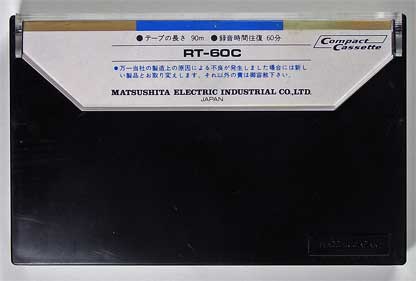 ●テープの長さ 90m. ●録音時間往復 60分
Compact
Cassette
RT-60C
●万一当社の製造上の原因による不良が発生しました場合には新し
い製品とお取り変えします。それ以外の責は御容赦下さい。
MATSUSHITA ELECTRIC INDUSTRIAL CO.,LTD.
JAPAN